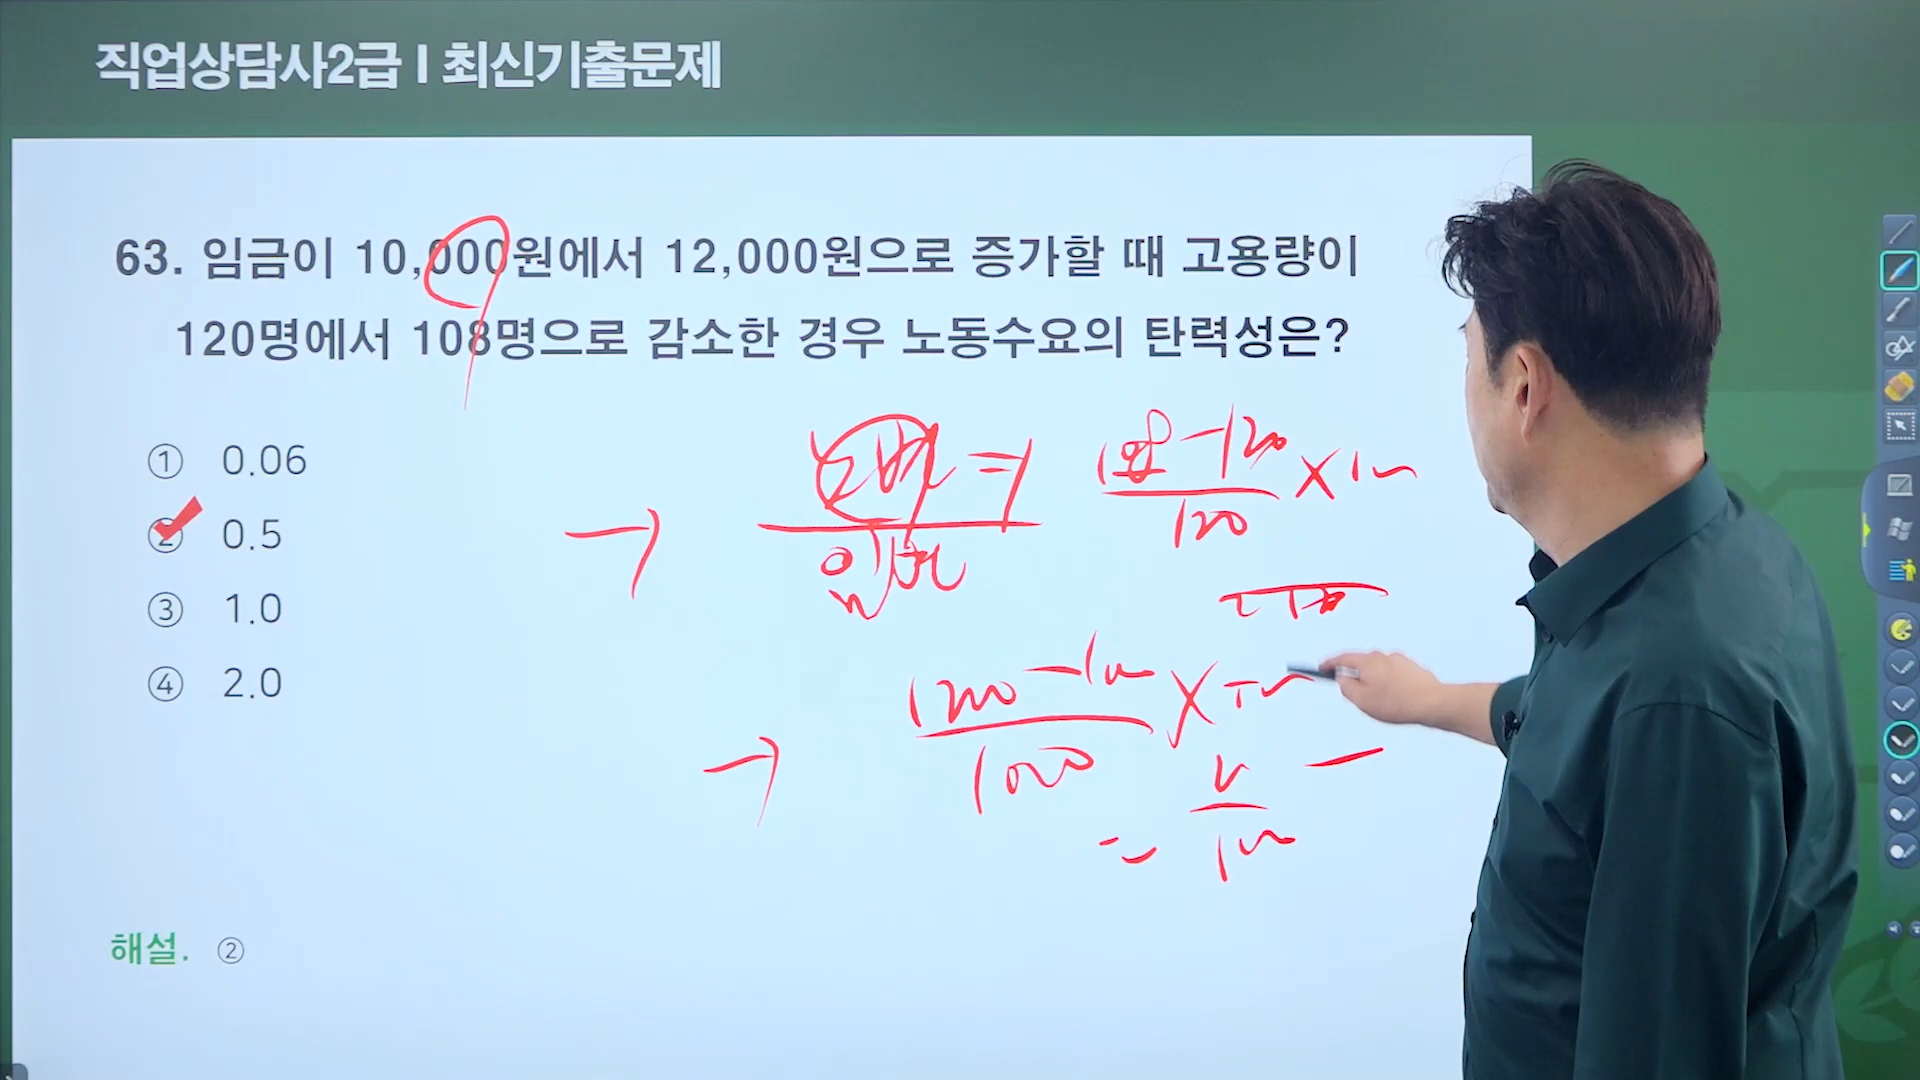 직업상담사2급 I 최신기출문제
63. 임금이 10,000원에서 12,000원으로 증가할 때 고용량이
120명에서 108명으로 감소한 경우 노동수요의 탄력성은?
① 0.06
② 0.5
③ 1.0
④ 2.0
108-120
120
해설. ②